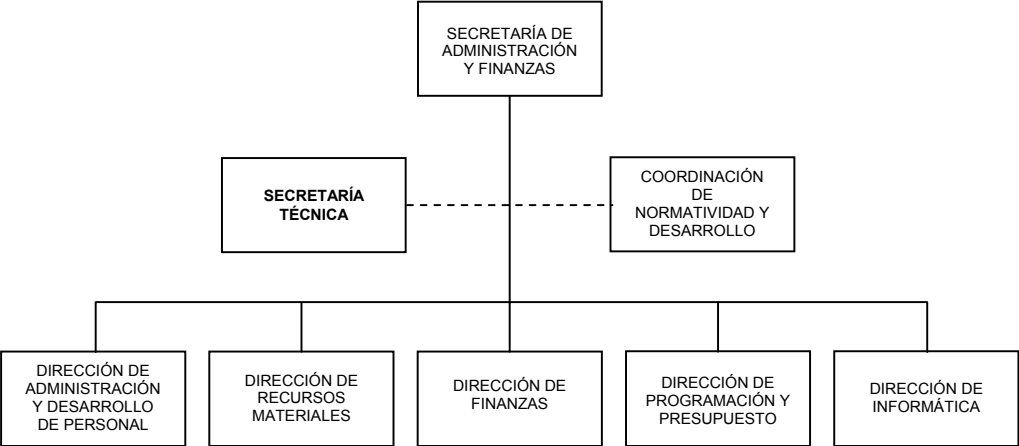 SECRETARÍA DE
ADMINISTRACIÓN
Y FINANZAS
SECRETARÍA
TÉCNICA
COORDINACIÓN
DE
NORMATIVIDAD Y
DESARROLLO
DIRECCIÓN DE
ADMINISTRACIÓN
Y DESARROLLO
DE PERSONAL
DIRECCIÓN DE
RECURSOS
MATERIALES
DIRECCIÓN DE
FINANZAS
DIRECCIÓN DE
PROGRAMACIÓN Y
PRESUPUESTO
DIRECCIÓN DE
INFORMÁTICA